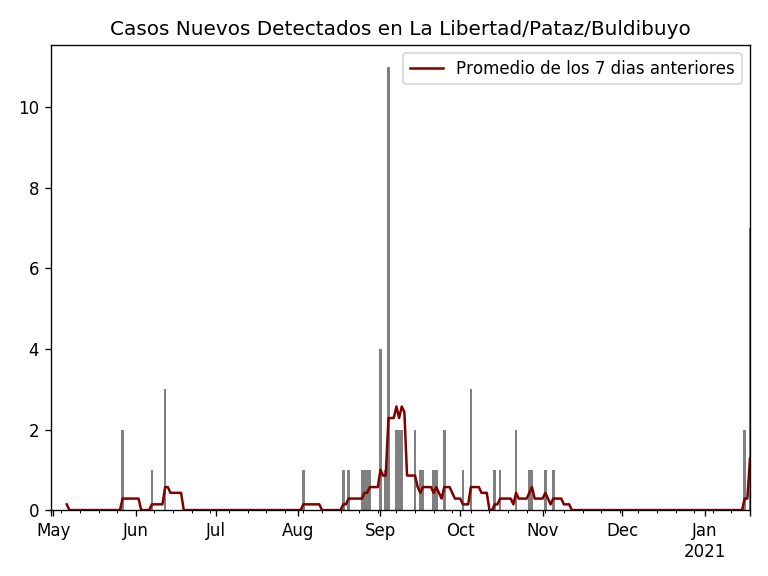 Casos Nuevos Detectados en La Libertad/Pataz/Buldibuyo
Promedio de los 7 dias anteriores
10
8
6
4
2
0
May Jun Jul Aug Sep Oct Nov Dec Jan
2021